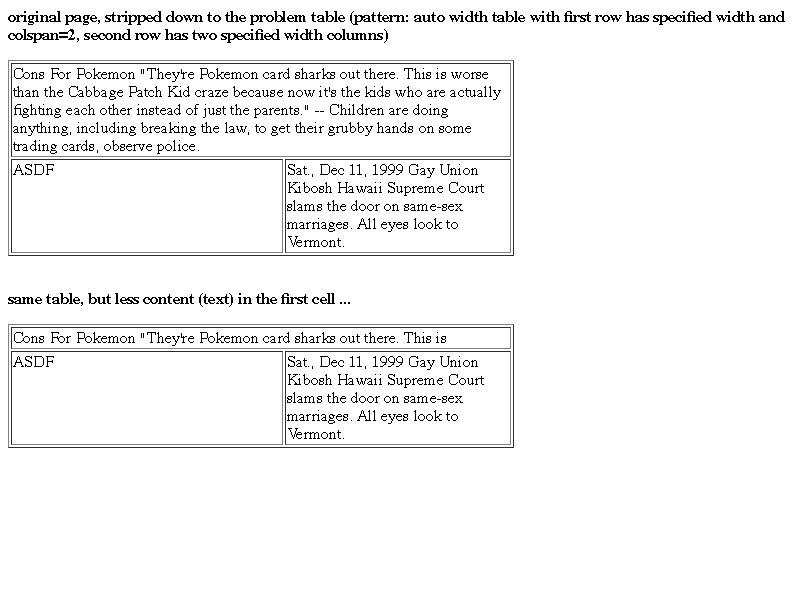 original page, stripped down to the problem table (pattern: auto width table with first row has specified width and
colspan=2, second row has two specified width columns)
Cons For Pokemon "They're Pokemon card sharks out there. This is worse
than the Cabbage Patch Kid craze because now it's the kids who are actually
fighting each other instead of just the parents." -- Children are doing
anything, including breaking the law, to get their grubby hands on some
trading cards, observe police.
ASDF
Sat., Dec 11, 1999 Gay Union
Kibosh Hawaii Supreme Court
slams the door on same-sex
marriages. All eyes look to
Vermont.
same table, but less content (text) in the first cell ...
Cons For Pokemon "They're Pokemon card sharks out there. This is
ASDF
Sat., Dec 11, 1999 Gay Union
Kibosh Hawaii Supreme Court
slams the door on same-sex
marriages. All eyes look to
Vermont.